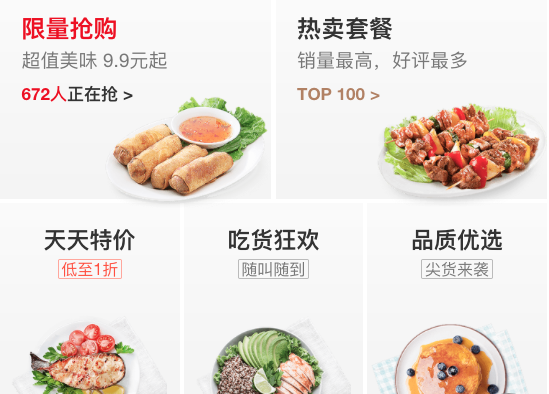 限量抢购
超值美味 9.9元起
672人正在抢 >
热卖套餐
销量最高，好评最多
TOP 100 >
天天特价
低至1折
吃货狂欢
随叫随到
品质优选
尖货来袭